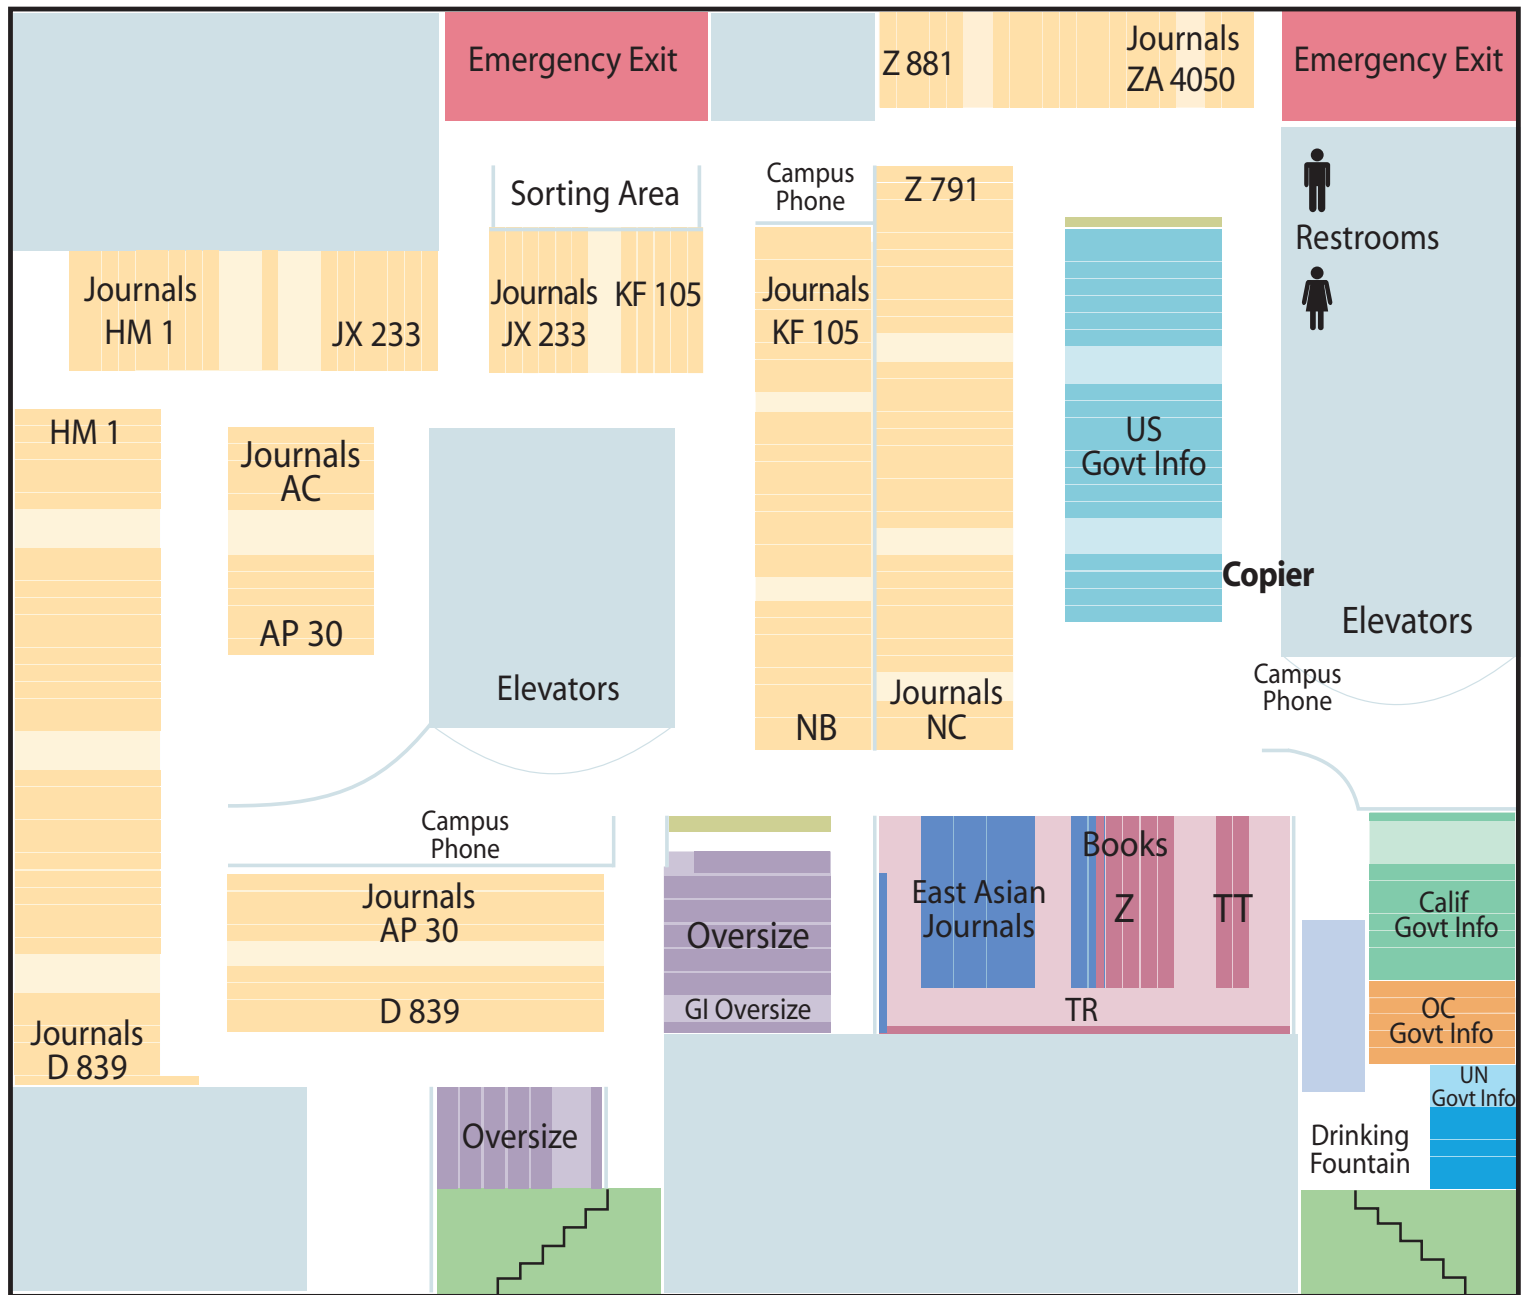 Emergency Exit
Z 881
Journals
ZA 4050
Emergency Exit
Sorting Area
Campus
Phone
Z 791
Restrooms
Journals
HM 1
JX 233
Journals
JX 233
KF 105
Journals
KF 105
HM 1
Journals
AC
AP 30
Elevators
US
Govt Info
Copier
Elevators
Campus
Phone
NB
Journals
NC
Campus
Phone
Journals
AP 30
D 839
Journals
D 839
Oversize
GI Oversize
East Asian
Journals
Books
Z
TT
TR
Calif
Govt Info
OC
Govt Info
UN
Govt Info
Oversize
Drinking
Fountain